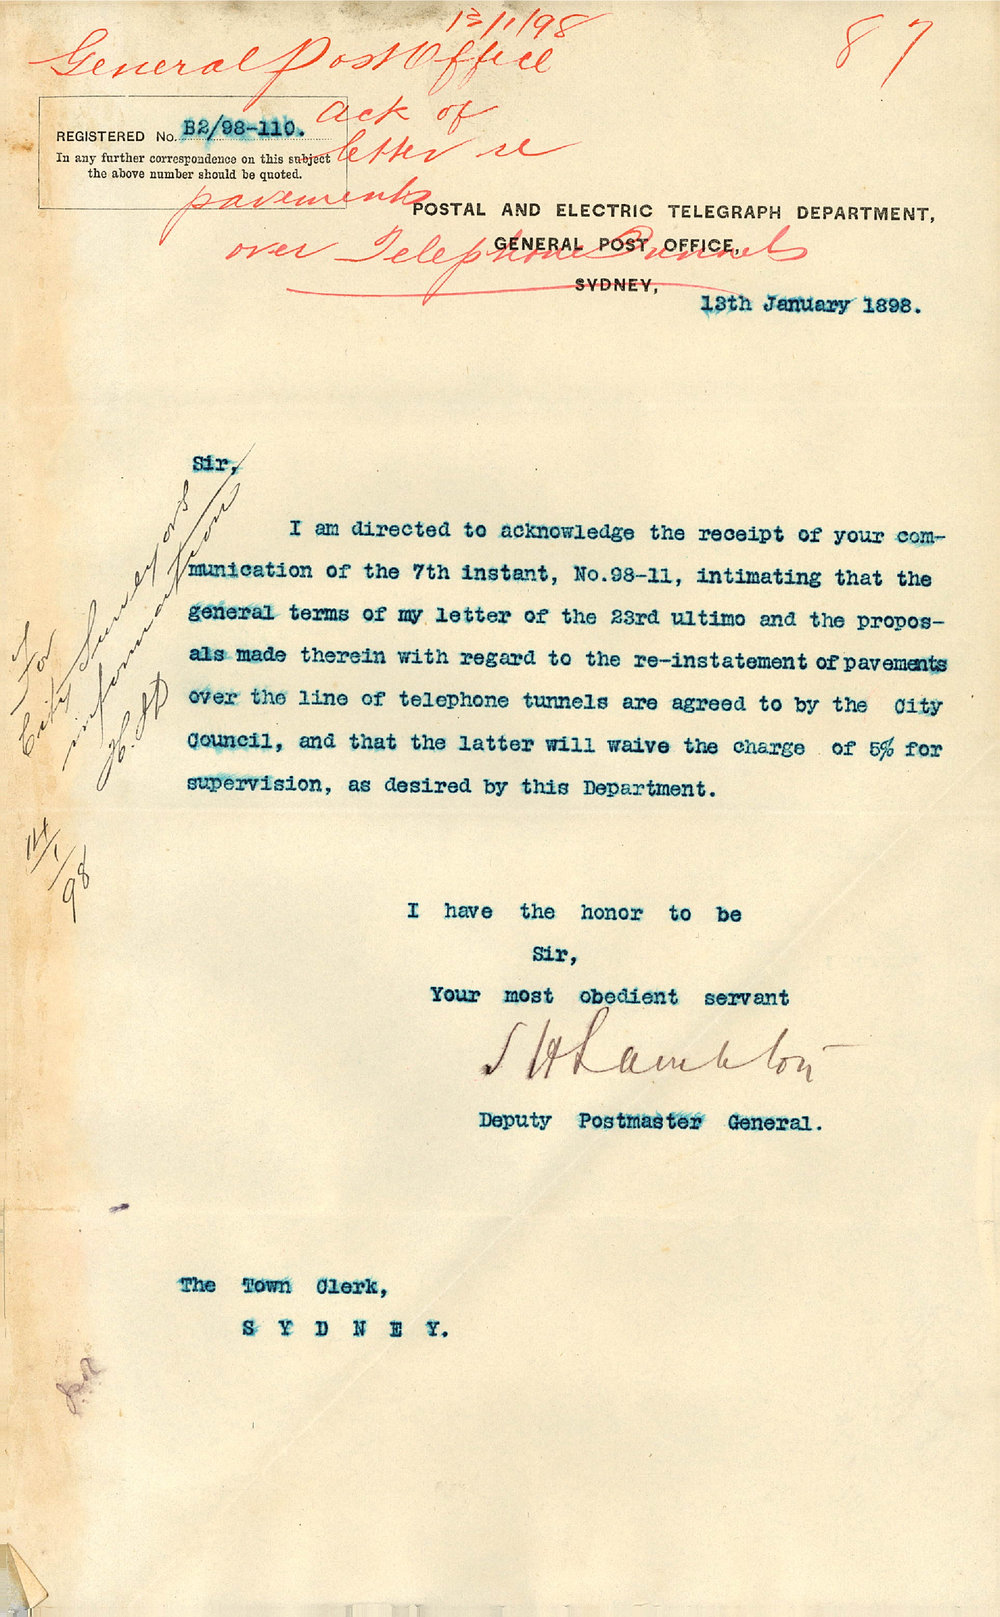 13/1/98
87
General Post Office
ack of
letter re
pavements
over Telephone Tunnels
REGISTERED No. B2/98-110.
In any further correspondence on this subject
the above number should be quoted.
POSTAL AND ELECTRIC TELEGRAPH DEPARTMENT,
GENERAL POST OFFICE,
SYDNEY,
13th January 1898.
Sir,
I am directed to acknowledge the receipt of your com-
munication of the 7th instant, No.98-11, intimating that the
general terms of my letter of the 23rd ultimo and the propos-
als made therein with regard to the re-instatement of pavements
over the line of telephone tunnels are agreed to by the City
Council, and that the latter will waive the charge of 5% for
supervision, as desired by this Department.
For
City Surveyors
information
14/1/98
I have the honor to be
Sir,
Your most obedient servant
S H Lambton
Deputy Postmaster General.
The Town Clerk,
SYDNEY.